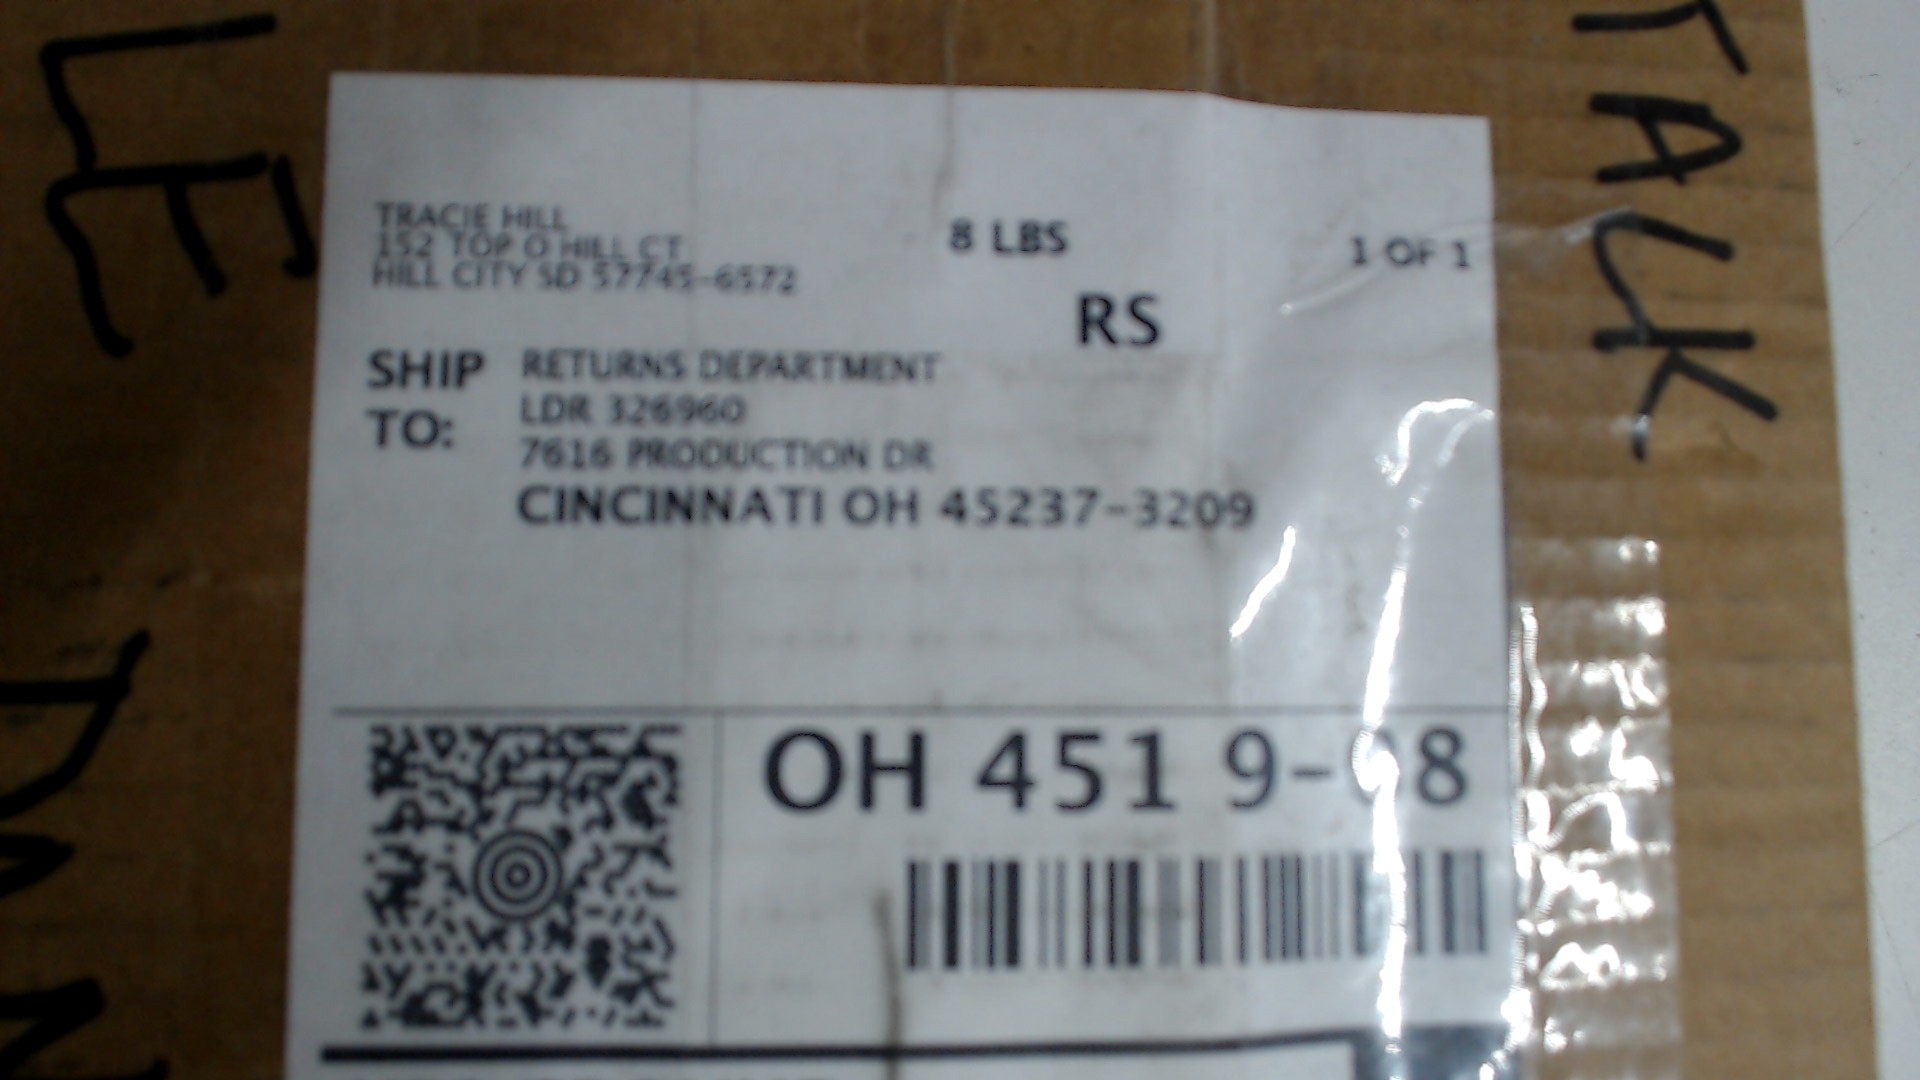 TRACIE HILL
152 TOP O HILL CT
HILL CITY SD 57745-6572
8 LBS
1 OF 1
RS
SHIP TO:
RETURNS DEPARTMENT
LDR 326960
7616 PRODUCTION DR
CINCINNATI OH 45237-3209
OH 451 9-
TALK
LE